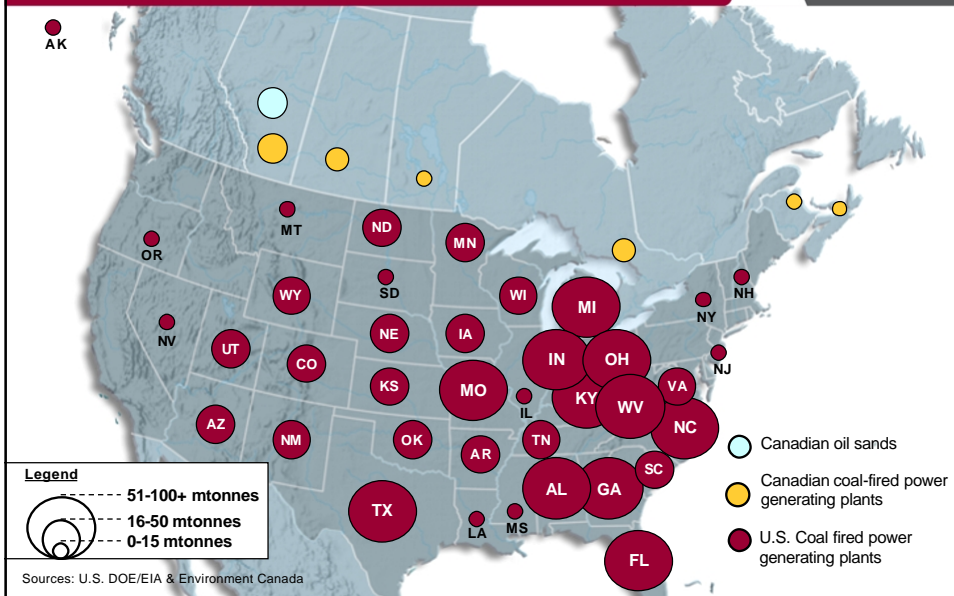 AK
MT
ND
MN
OR
WY
SD
WI
MI
NH
NY
NV
UT
CO
NE
IA
IN
OH
NJ
KS
MO
IL
KY
WV
VA
AZ
NM
OK
AR
TN
NC
SC
TX
LA
MS
AL
GA
FL
Canadian oil sands
Canadian coal-fired power
generating plants
U.S. Coal fired power
generating plants
Legend
51-100+ mtonnes
16-50 mtonnes
0-15 mtonnes
Sources: U.S. DOE/EIA & Environment Canada